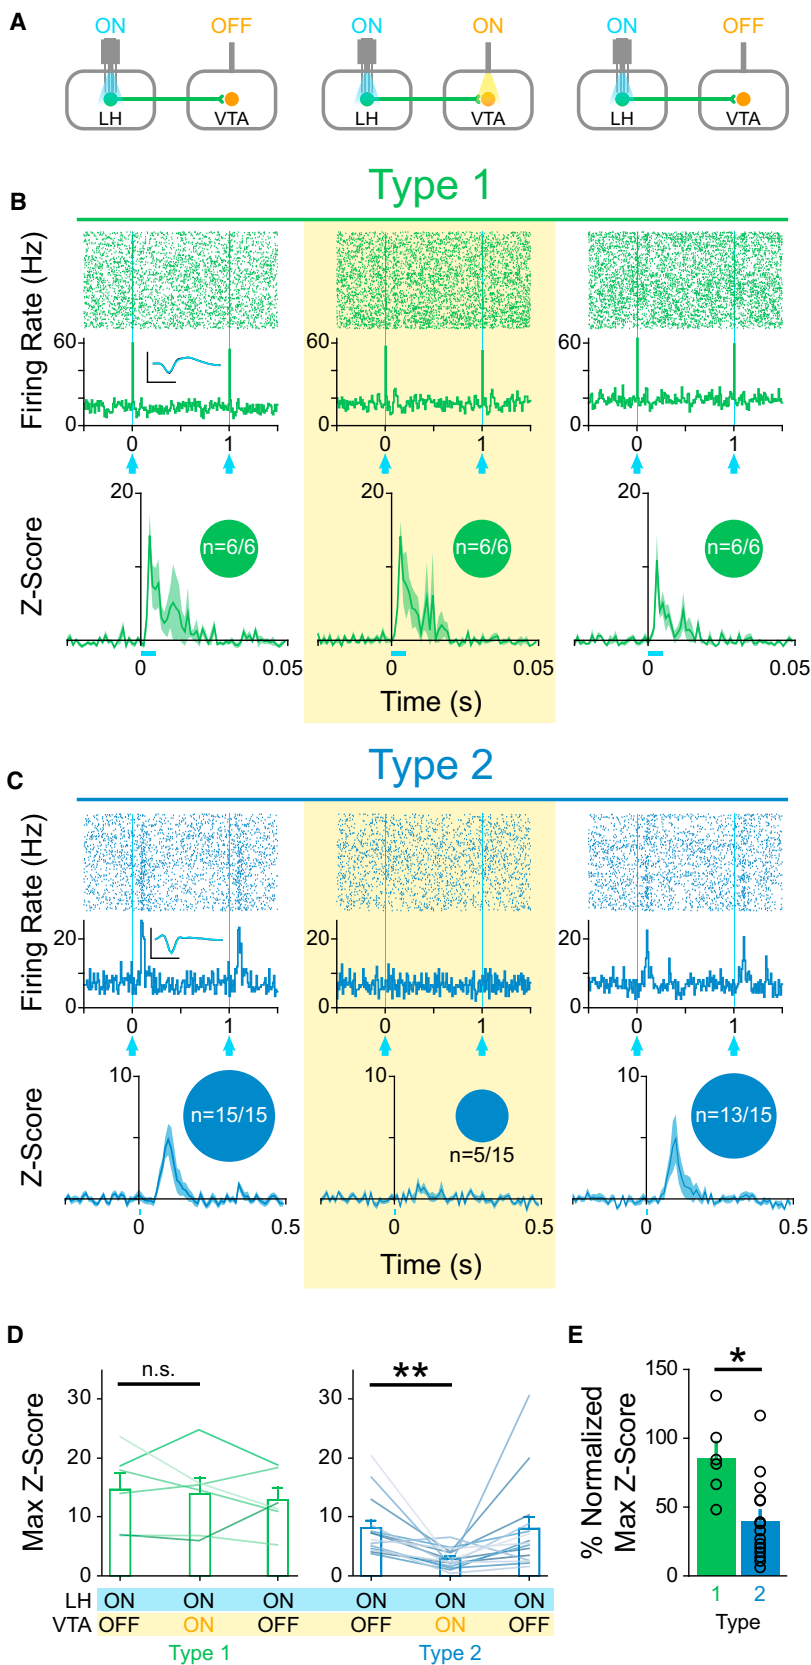 A
ON OFF ON ON ON OFF
LH VTA LH VTA LH VTA
B
Type 1
Firing Rate (Hz)
60 60 60
0 0 0
0 1 0 1 0 1
Z-Score
20 20 20
n=6/6 n=6/6 n=6/6
0 0.05 0 0.05 0 0.05
Time (s)
C
Type 2
Firing Rate (Hz)
20 20 20
0 0 0
0 1 0 1 0 1
Z-Score
10 10 10
n=15/15 n=5/15 n=13/15
0 0.5 0 0.5 0 0.5
Time (s)
D
Max Z-Score
n.s.
30
20
10
0
**
30
20
10
0
LH ON ON ON ON ON ON
VTA OFF ON OFF OFF ON OFF
Type 1 Type 2
E
% Normalized
Max Z-Score
*
150
100
50
0
1 2
Type